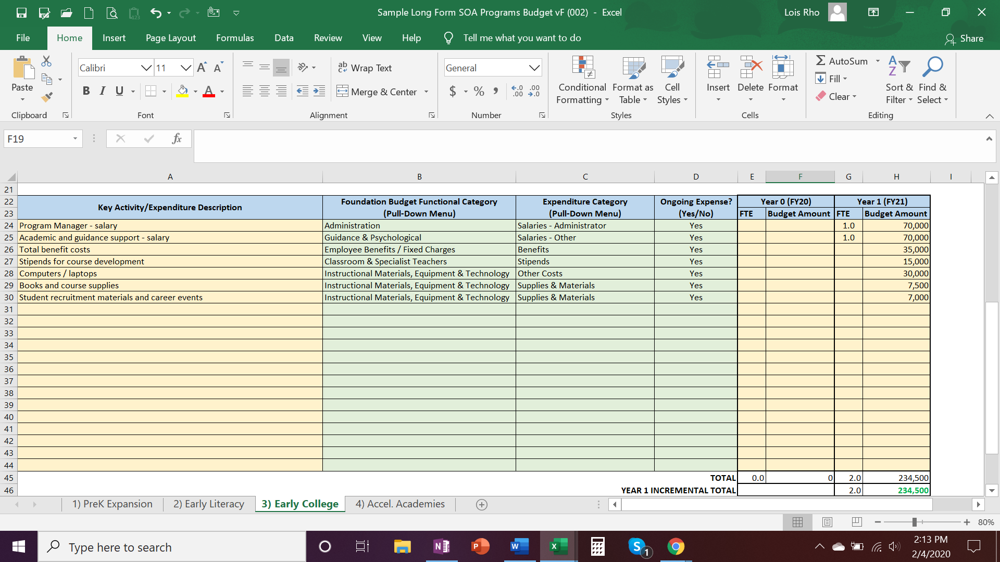 Sample Long Form SOA Programs Budget vF (002) - Excel
Lois Rho
File Home Insert Page Layout Formulas Data Review View Help Tell me what you want to do Share
Paste
Clipboard
Calibri 11
A A
B I U A
Font
ab Wrap Text
Merge & Center
Alignment
General
$ % ,
Number
Conditional Formatting
Format as Table
Cell Styles
Styles
Insert Delete Format
Cells
AutoSum
Fill
Clear
Sort & Filter
Find & Select
Editing
F19 fx
A B C D E F G H I
21
22 Key Activity/Expenditure Description Foundation Budget Functional Category Expenditure Category Ongoing Expense? Year 0 (FY20) Year 1 (FY21)
23 (Pull-Down Menu) (Pull-Down Menu) (Yes/No) FTE Budget Amount FTE Budget Amount
24 Program Manager - salary Administration Salaries - Administrator Yes 1.0 70,000
25 Academic and guidance support - salary Guidance & Psychological Salaries - Other Yes 1.0 70,000
26 Total benefit costs Employee Benefits / Fixed Charges Benefits Yes 35,000
27 Stipends for course development Classroom & Specialist Teachers Stipends Yes 15,000
28 Computers / laptops Instructional Materials, Equipment & Technology Other Costs Yes 30,000
29 Books and course supplies Instructional Materials, Equipment & Technology Supplies & Materials Yes 7,500
30 Student recruitment materials and career events Instructional Materials, Equipment & Technology Supplies & Materials Yes 7,000
31
32
33
34
35
36
37
38
39
40
41
42
43
44
45 TOTAL 0.0 0 2.0 234,500
46 YEAR 1 INCREMENTAL TOTAL 2.0 234,500
1) PreK Expansion 2) Early Literacy 3) Early College 4) Accel. Academies
80%
Type here to search
2:13 PM
2/4/2020